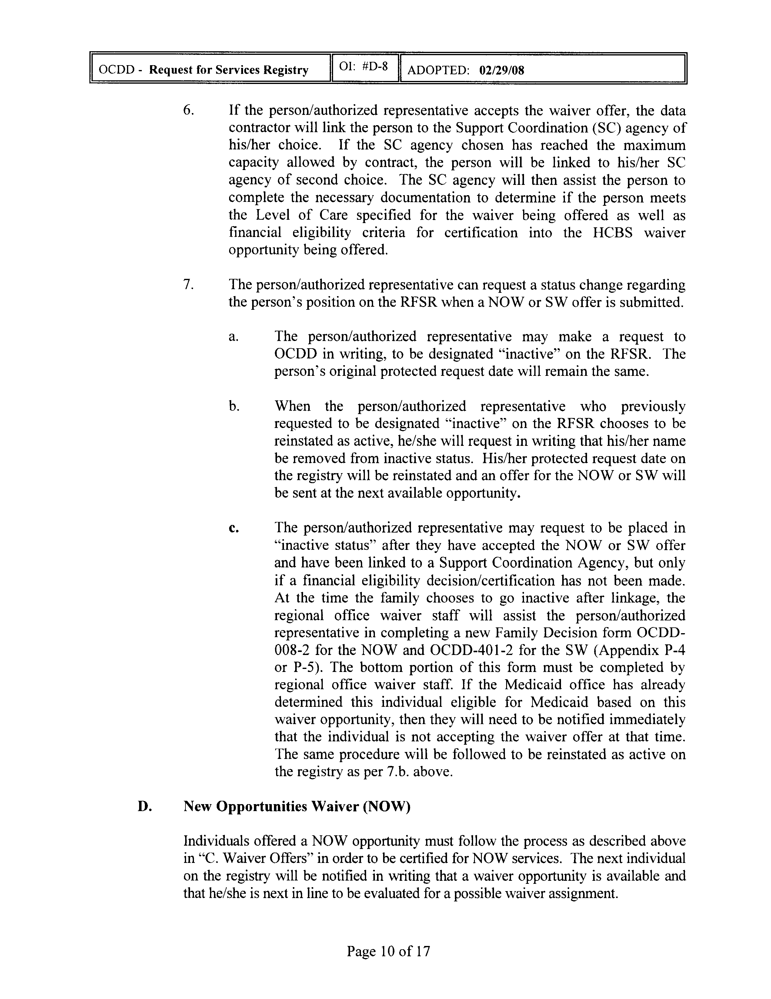 OCDD - Request for Services Registry OI: #D-8 ADOPTED: 02/29/08
6. If the person/authorized representative accepts the waiver offer, the data
contractor will link the person to the Support Coordination (SC) agency of
his/her choice. If the SC agency chosen has reached the maximum
capacity allowed by contract, the person will be linked to his/her SC
agency of second choice. The SC agency will then assist the person to
complete the necessary documentation to determine if the person meets
the Level of Care specified for the waiver being offered as well as
financial eligibility criteria for certification into the HCBS waiver
opportunity being offered.
7. The person/authorized representative can request a status change regarding
the person's position on the RFSR when a NOW or SW offer is submitted.
a. The person/authorized representative may make a request to
OCDD in writing, to be designated “inactive” on the RFSR. The
person's original protected request date will remain the same.
b. When the person/authorized representative who previously
requested to be designated “inactive” on the RFSR chooses to be
reinstated as active, he/she will request in writing that his/her name
be removed from inactive status. His/her protected request date on
the registry will be reinstated and an offer for the NOW or SW will
be sent at the next available opportunity.
c. The person/authorized representative may request to be placed in
“inactive status” after they have accepted the NOW or SW offer
and have been linked to a Support Coordination Agency, but only
if a financial eligibility decision/certification has not been made.
At the time the family chooses to go inactive after linkage, the
regional office waiver staff will assist the person/authorized
representative in completing a new Family Decision form OCDD-
008-2 for the NOW and OCDD-401-2 for the SW (Appendix P-4
or P-5). The bottom portion of this form must be completed by
regional office waiver staff. If the Medicaid office has already
determined this individual eligible for Medicaid based on this
waiver opportunity, then they will need to be notified immediately
that the individual is not accepting the waiver offer at that time.
The same procedure will be followed to be reinstated as active on
the registry as per 7.b. above.
D. New Opportunities Waiver (NOW)
Individuals offered a NOW opportunity must follow the process as described above
in “C. Waiver Offers” in order to be certified for NOW services. The next individual
on the registry will be notified in writing that a waiver opportunity is available and
that he/she is next in line to be evaluated for a possible waiver assignment.
Page 10 of 17